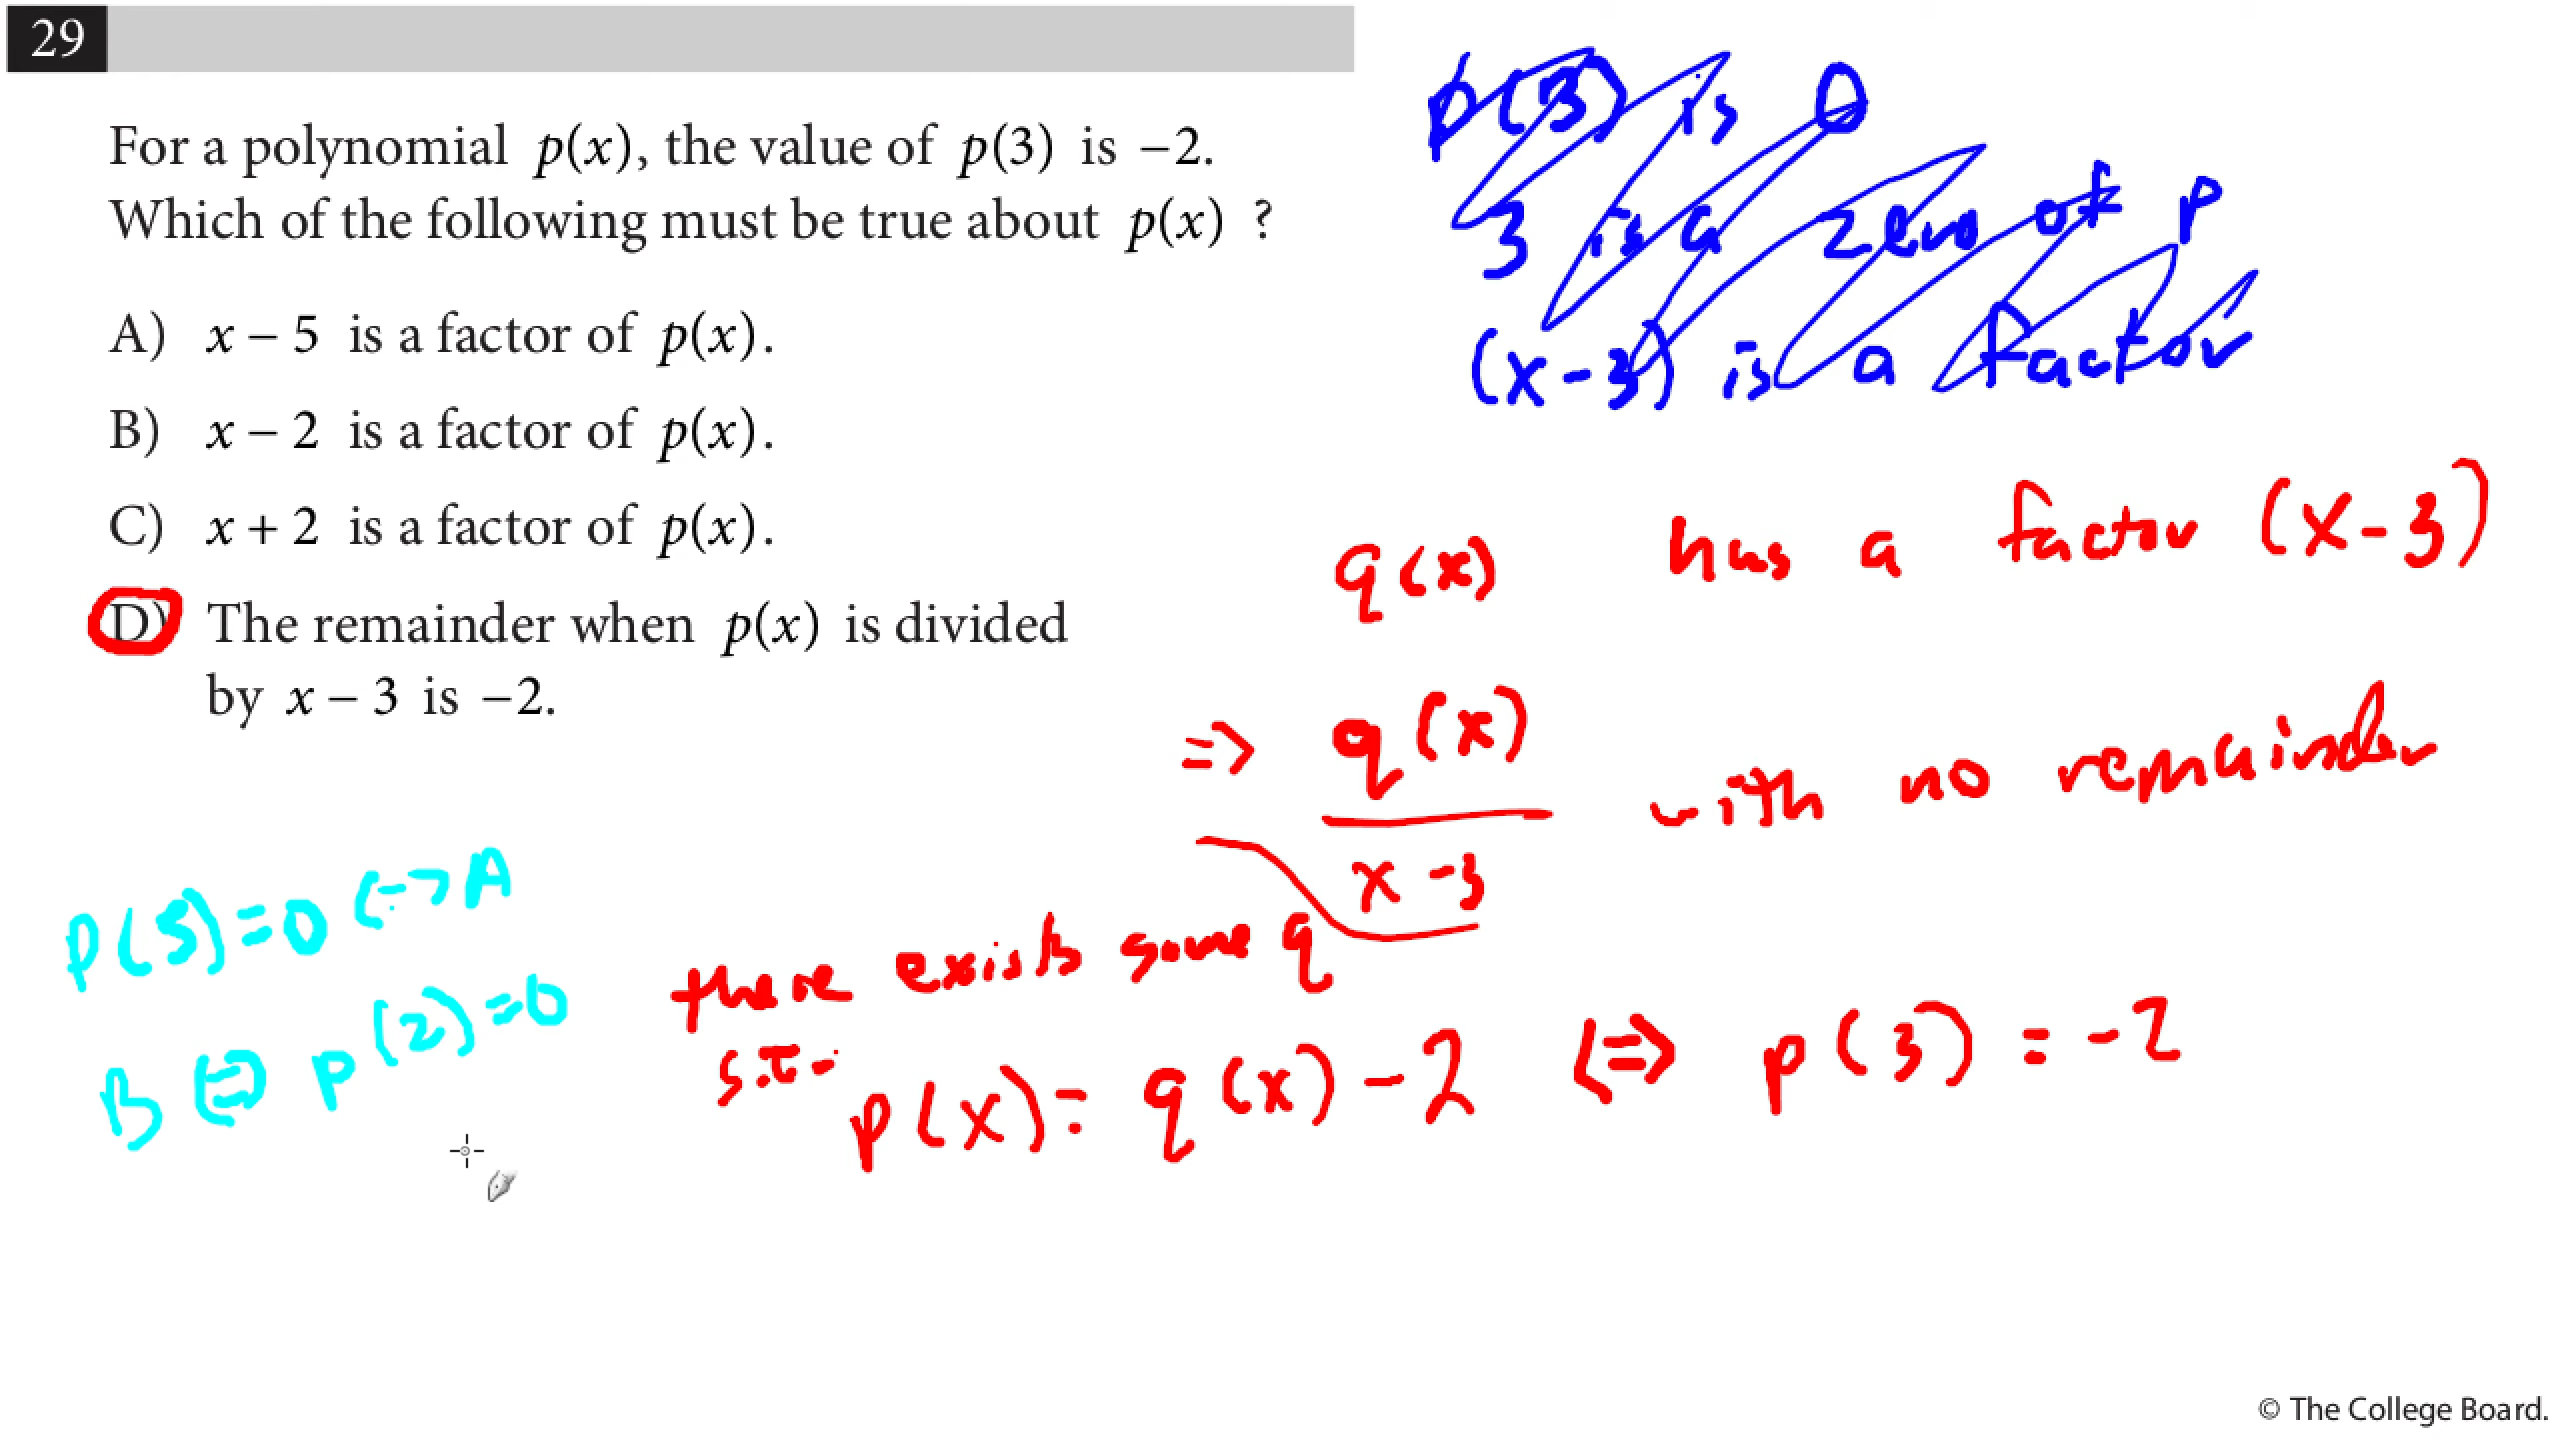 29
For a polynomial p(x), the value of p(3) is −2.
Which of the following must be true about p(x) ?
A) x − 5 is a factor of p(x).
B) x − 2 is a factor of p(x).
C) x + 2 is a factor of p(x).
D) The remainder when p(x) is divided
by x − 3 is −2.
p(3) is 0
3 is a zero of p
(x-3) is a factor
q(x) has a factor (x-3)
=> q(x)
x-3
with no remainder
P(5)=0 <-> A
B <=> p(2)=0
there exists some q
s.t.
p(x) = q(x) - 2 <=> p(3) = -2
© The College Board.